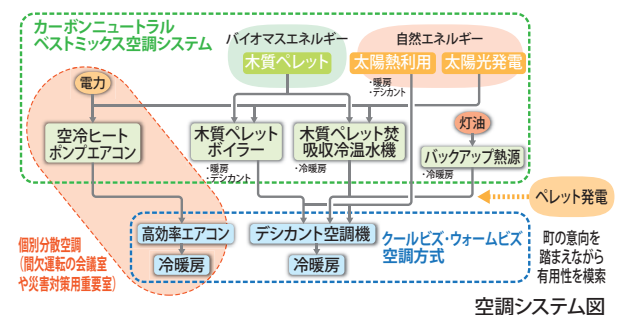 カーボンニュートラル
ベストミックス空調システム
バイオマスエネルギー
木質ペレット
自然エネルギー
太陽熱利用
太陽光発電
・暖房
・デシカント
電力
空冷ヒート
ポンプエアコン
木質ペレット
ボイラー
・暖房
・デシカント
木質ペレット焚
吸収冷温水機
・冷暖房
灯油
バックアップ熱源
・冷暖房
ペレット発電
町の意向を
踏まえながら
有用性を模索
高効率エアコン
冷暖房
デシカント空調機
冷暖房
クールビズ・ウォームビズ
空調方式
個別分散空調
（間欠運転の会議室
や災害対策用重要室）
空調システム図